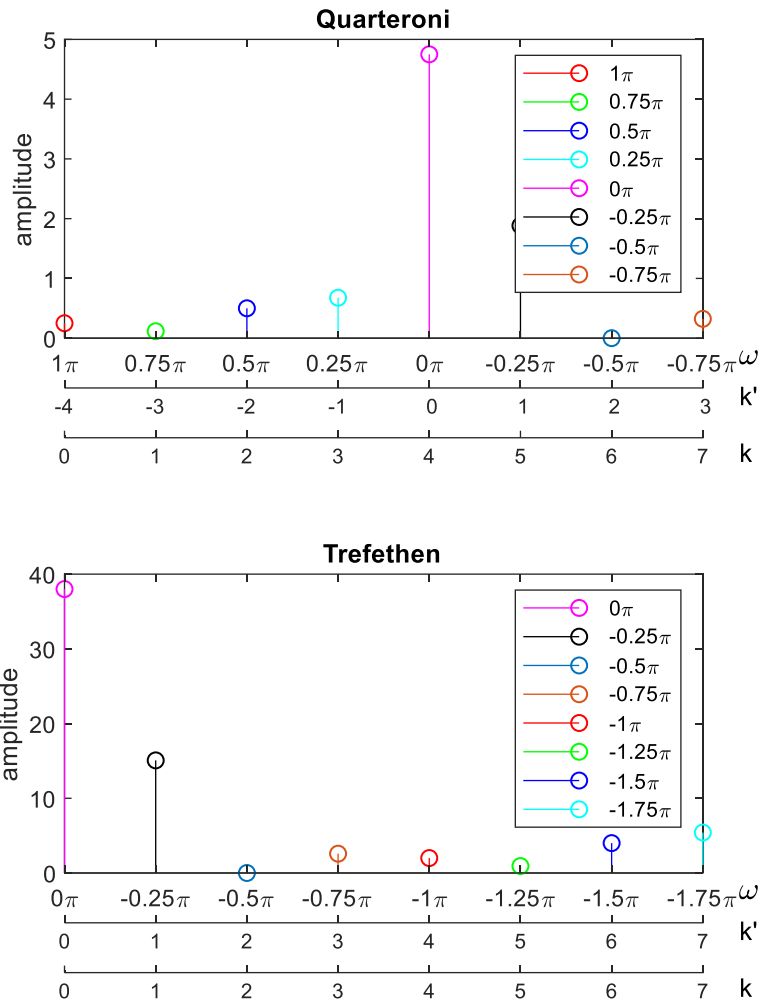 Quarteroni
amplitude
5
4
3
2
1
0
1π
0.75π
0.5π
0.25π
0π
-0.25π
-0.5π
-0.75π
1π 0.75π 0.5π 0.25π 0π -0.25π -0.5π -0.75π ω
-4 -3 -2 -1 0 1 2 3 k'
0 1 2 3 4 5 6 7 k
Trefethen
amplitude
40
30
20
10
0
0π
-0.25π
-0.5π
-0.75π
-1π
-1.25π
-1.5π
-1.75π
0π -0.25π -0.5π -0.75π -1π -1.25π -1.5π -1.75π ω
0 1 2 3 4 5 6 7 k'
0 1 2 3 4 5 6 7 k